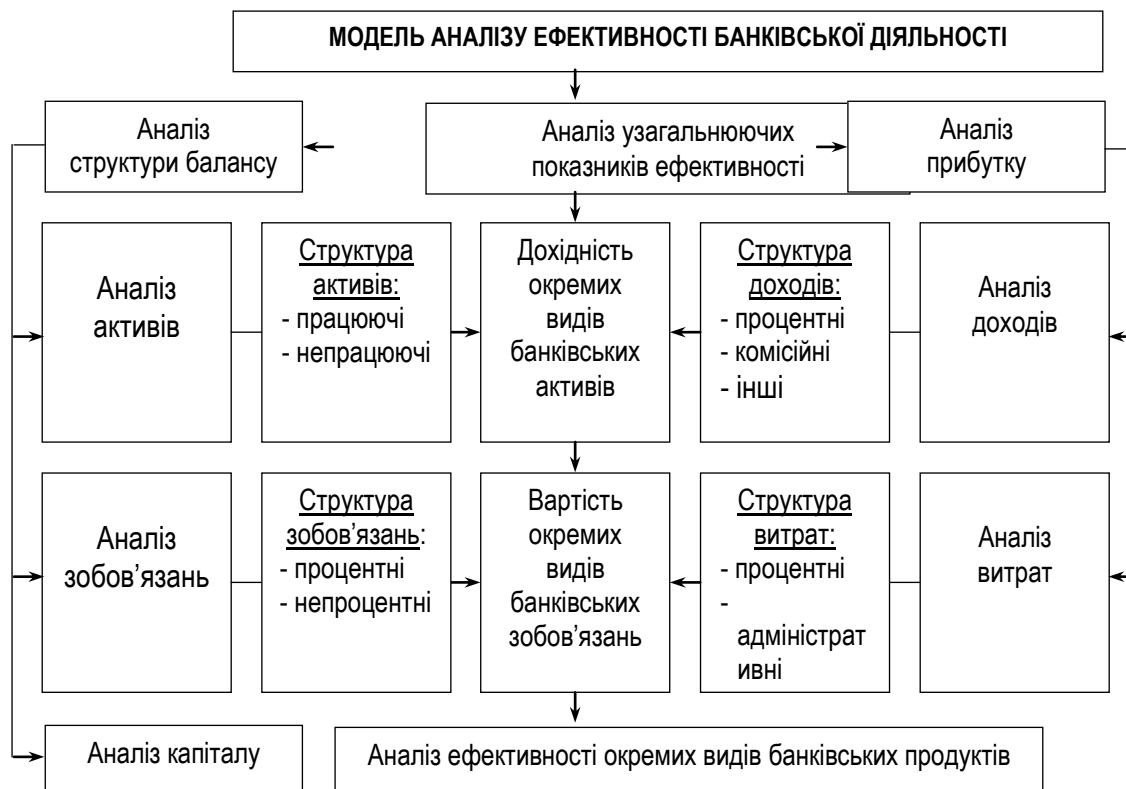 МОДЕЛЬ АНАЛІЗУ ЕФЕКТИВНОСТІ БАНКІВСЬКОЇ ДІЯЛЬНОСТІ
Аналіз
структури балансу
Аналіз узагальнюючих
показників ефективності
Аналіз
прибутку
Аналіз
активів
Структура
активів:
- працюючі
- непрацюючі
Дохідність
окремих
видів
банківських
активів
Структура
доходів:
- процентні
- комісійні
- інші
Аналіз
доходів
Аналіз
зобов’язань
Структура
зобов’язань:
- процентні
- непроцентні
Вартість
окремих
видів
банківських
зобов’язань
Структура
витрат:
- процентні
-
адміністрат
ивні
Аналіз
витрат
Аналіз капіталу
Аналіз ефективності окремих видів банківських продуктів